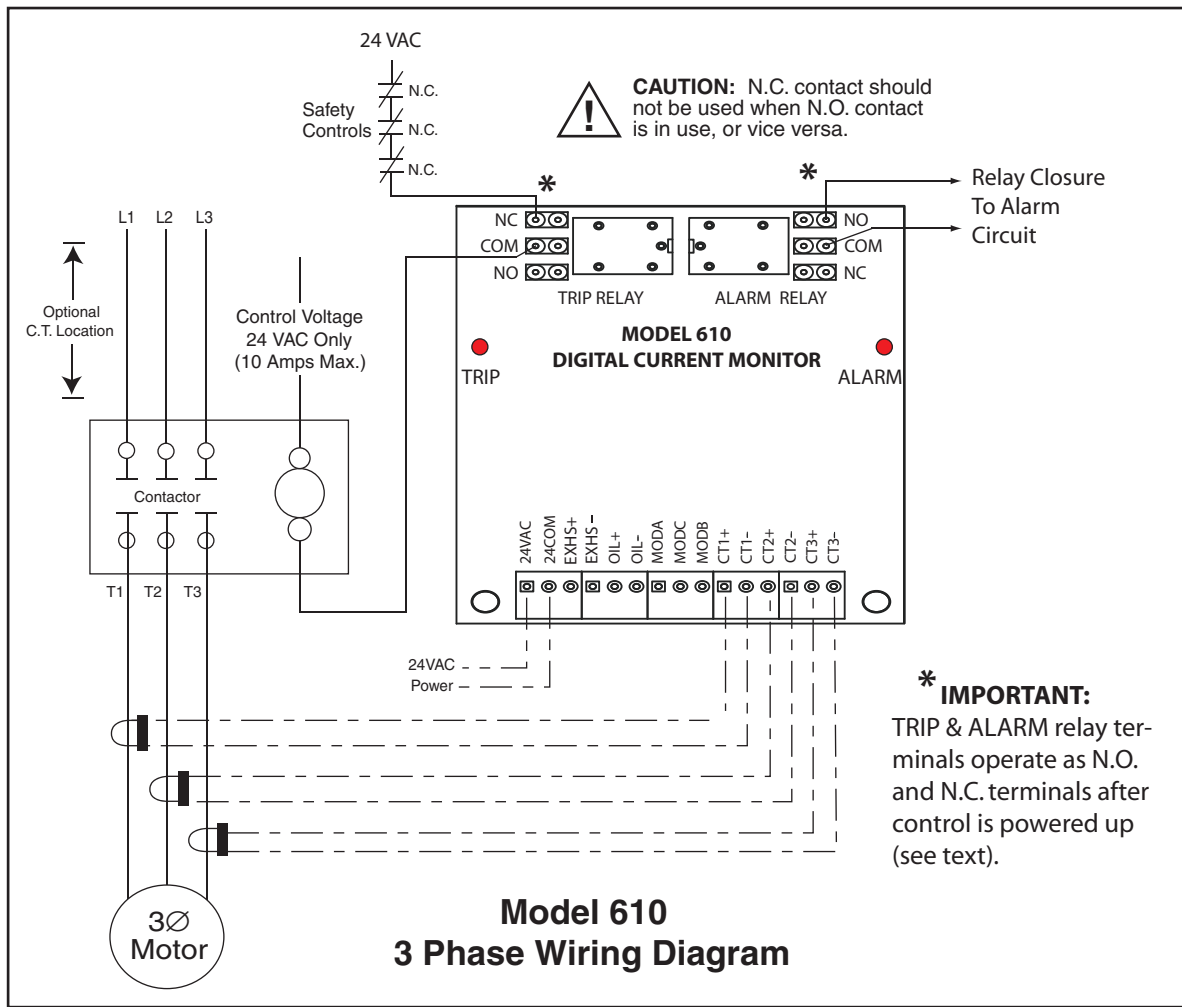 24 VAC
N.C.
Safety
Controls
N.C.
N.C.
!
CAUTION: N.C. contact should
not be used when N.O. contact
is in use, or vice versa.
*
*
Relay Closure
To Alarm
Circuit
L1 L2 L3
NC
COM
NO
NO
COM
NC
TRIP RELAY
ALARM RELAY
Optional
C.T. Location
Control Voltage
24 VAC Only
(10 Amps Max.)
MODEL 610
DIGITAL CURRENT MONITOR
TRIP
ALARM
Contactor
24VAC
24COM
EXHS+
EXHS-
OIL+
OIL-
MODA
MODC
MODB
CT1+
CT1-
CT2+
CT2-
CT3+
CT3-
T1 T2 T3
24VAC
Power
* IMPORTANT:
TRIP & ALARM relay ter-
minals operate as N.O.
and N.C. terminals after
control is powered up
(see text).
3Ø
Motor
Model 610
3 Phase Wiring Diagram